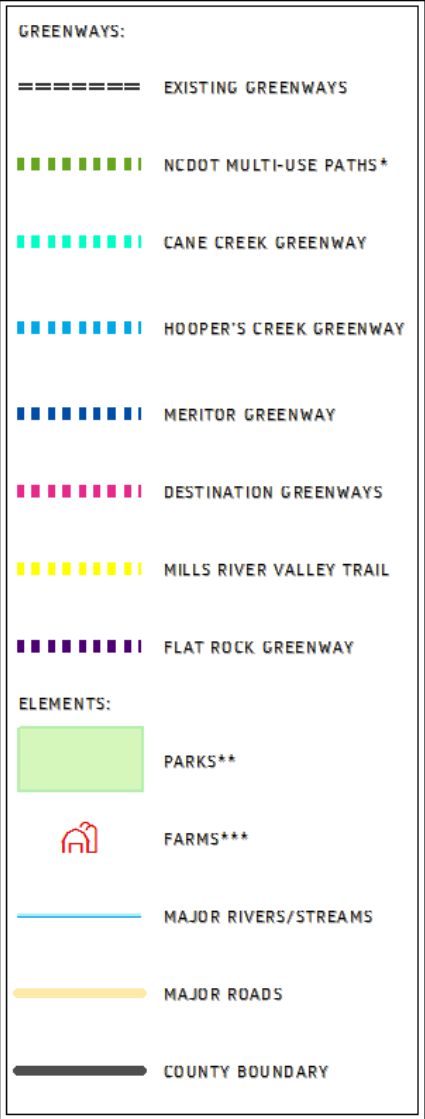 GREENWAYS:
EXISTING GREENWAYS
NCDOT MULTI-USE PATHS*
CANE CREEK GREENWAY
HOOPER'S CREEK GREENWAY
MERITOR GREENWAY
DESTINATION GREENWAYS
MILLS RIVER VALLEY TRAIL
FLAT ROCK GREENWAY
ELEMENTS:
PARKS**
FARMS***
MAJOR RIVERS/STREAMS
MAJOR ROADS
COUNTY BOUNDARY